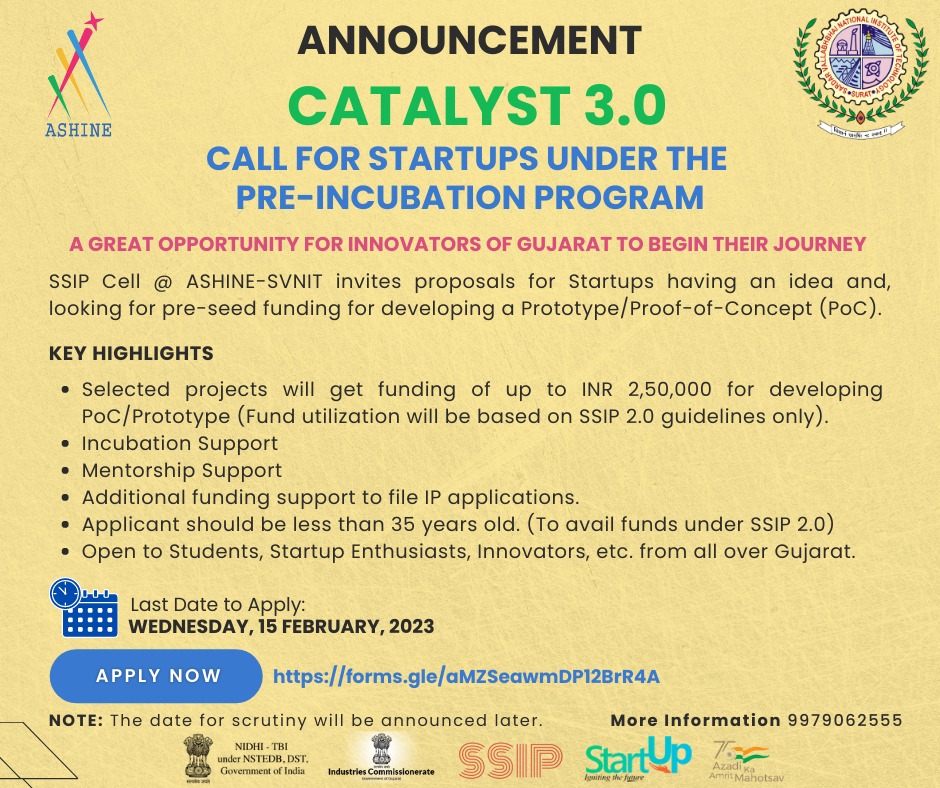 ANNOUNCEMENT
CATALYST 3.0
CALL FOR STARTUPS UNDER THE
PRE-INCUBATION PROGRAM
ASHINE
SARDAR VALLABHBHAI NATIONAL INSTITUTE OF TECHNOLOGY
SURAT
A GREAT OPPORTUNITY FOR INNOVATORS OF GUJARAT TO BEGIN THEIR JOURNEY
SSIP Cell @ ASHINE-SVNIT invites proposals for Startups having an idea and,
looking for pre-seed funding for developing a Prototype/Proof-of-Concept (PoC).
KEY HIGHLIGHTS
• Selected projects will get funding of up to INR 2,50,000 for developing
PoC/Prototype (Fund utilization will be based on SSIP 2.0 guidelines only).
• Incubation Support
• Mentorship Support
• Additional funding support to file IP applications.
• Applicant should be less than 35 years old. (To avail funds under SSIP 2.0)
• Open to Students, Startup Enthusiasts, Innovators, etc. from all over Gujarat.
Last Date to Apply:
WEDNESDAY, 15 FEBRUARY, 2023
APPLY NOW https://forms.gle/aMZSeawmDP12BrR4A
NOTE: The date for scrutiny will be announced later. More Information 9979062555
NIDHI - TBI
under NSTEDB, DST,
Government of India
Industries Commissionerate
Government of Gujarat
SSIP
StartUp
Igniting the future
75
Azadi Ka
Amrit Mahotsav